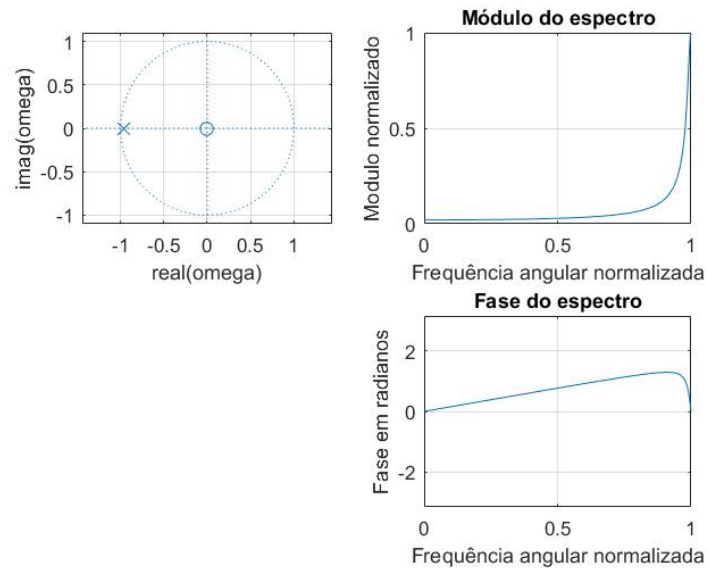 1
0.5
0
-0.5
-1
imag(omega)
-1 -0.5 0 0.5 1
real(omega)
Módulo do espectro
1
0.5
0
Modulo normalizado
0 0.5 1
Frequência angular normalizada
Fase do espectro
2
0
-2
Fase em radianos
0 0.5 1
Frequência angular normalizada